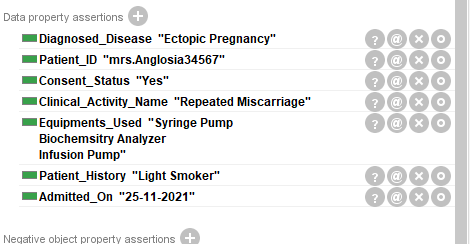 Data property assertions
Diagnosed_Disease "Ectopic Pregnancy"
Patient_ID "mrs.Anglosia34567"
Consent_Status "Yes"
Clinical_Activity_Name "Repeated Miscarriage"
Equipments_Used "Syringe Pump
Biochemsitry Analyzer
Infusion Pump"
Patient_History "Light Smoker"
Admitted_On "25-11-2021"
Negative object property assertions